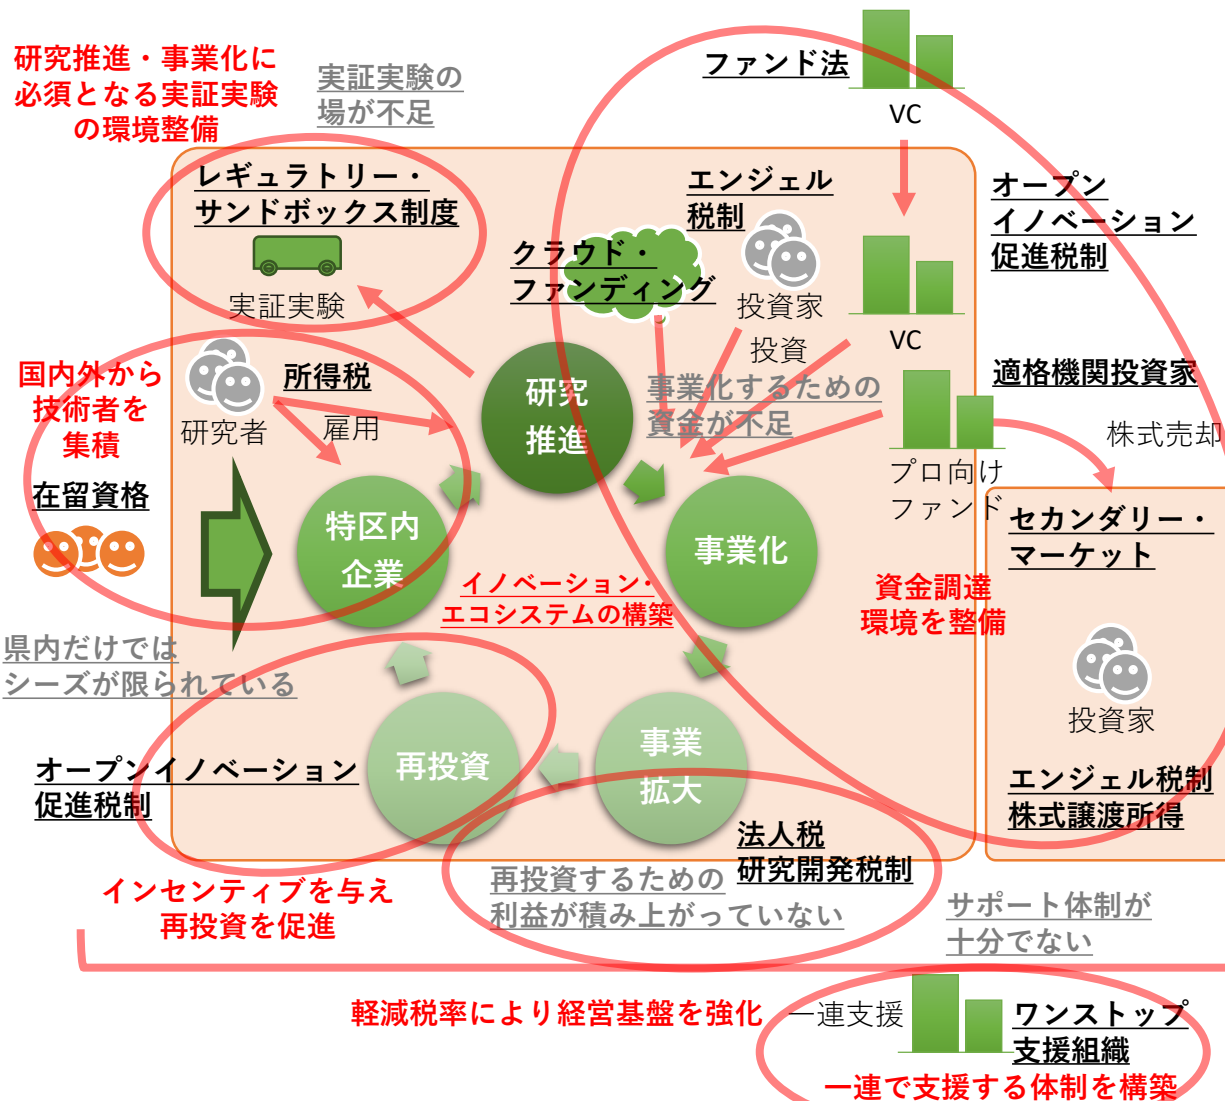 研究推進・事業化に
必須となる実証実験
の環境整備
実証実験の
場が不足
ファンド法
VC
レギュラトリー・
サンドボックス制度
実証実験
エンジェル
税制
オープン
イノベーション
促進税制
クラウド・
ファンディング
投資家
投資
VC
国内外から
技術者を
集積
研究者
所得税
雇用
研究
推進
事業化するための
資金が不足
適格機関投資家
株式売却
プロ向け
ファンド
在留資格
特区内
企業
事業化
セカンダリー・
マーケット
イノベーション・
エコシステムの構築
資金調達
環境を整備
県内だけでは
シーズが限られている
投資家
再投資
事業
拡大
オープンイノベーション
促進税制
エンジェル税制
株式譲渡所得
法人税
研究開発税制
インセンティブを与え
再投資を促進
再投資するための
利益が積み上がっていない
サポート体制が
十分でない
軽減税率により経営基盤を強化
一連支援
ワンストップ
支援組織
一連で支援する体制を構築